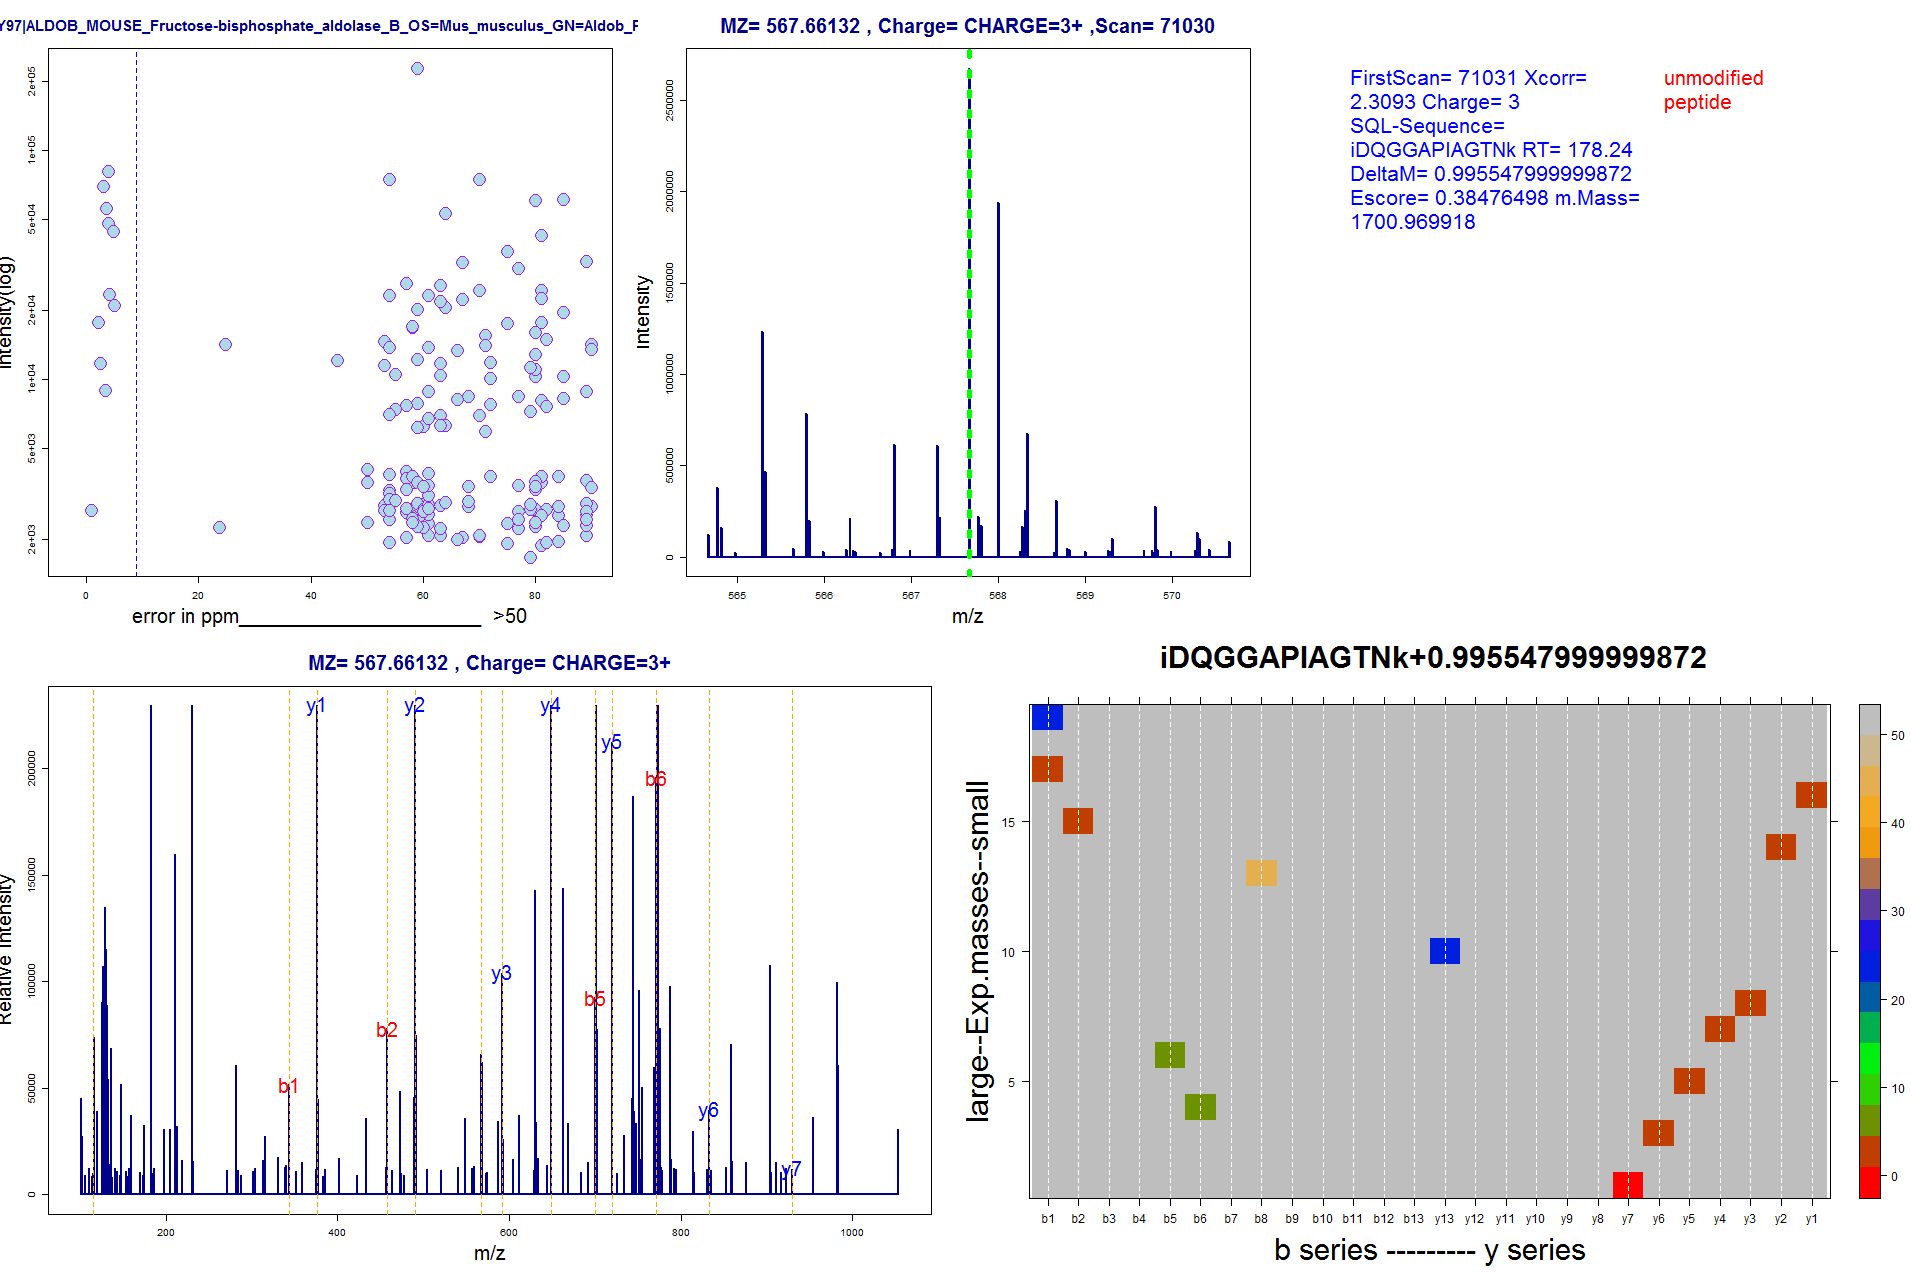 Y97|ALDOB_MOUSE_Fructose-bisphosphate_aldolase_B_OS=Mus_musculus_GN=Aldob_F
2e+05
1e+05
5e+04
2e+04
1e+04
5e+03
2e+03
Intensity(log)
0 20 40 60 80
error in ppm______________________ >50
MZ= 567.66132 , Charge= CHARGE=3+ ,Scan= 71030
2500000
2000000
1500000
1000000
500000
0
Intensity
565 566 567 568 569 570
m/z
FirstScan= 71031 Xcorr=
2.3093 Charge= 3
SQL-Sequence=
iDQGGAPIAGTNk RT= 178.24
DeltaM= 0.995547999999872
Escore= 0.38476498 m.Mass=
1700.969918
unmodified
peptide
MZ= 567.66132 , Charge= CHARGE=3+
200000
150000
100000
50000
0
Relative Intensity
y1
y2
y4
y5
b6
y3
b5
b2
b1
y6
y7
200 400 600 800 1000
m/z
iDQGGAPIAGTNk+0.995547999999872
15
10
5
large--Exp.masses--small
b1 b2 b3 b4 b5 b6 b7 b8 b9 b10 b11 b12 b13 y13 y12 y11 y10 y9 y8 y7 y6 y5 y4 y3 y2 y1
b series --------- y series
50
40
30
20
10
0